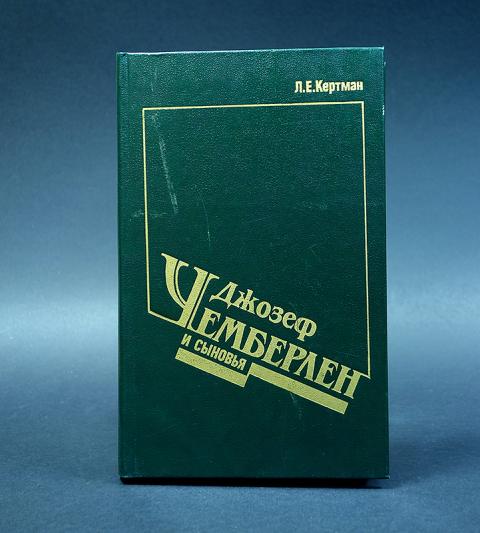 Л.Е.Кертман
Джозеф
Чемберлен
и сыновья